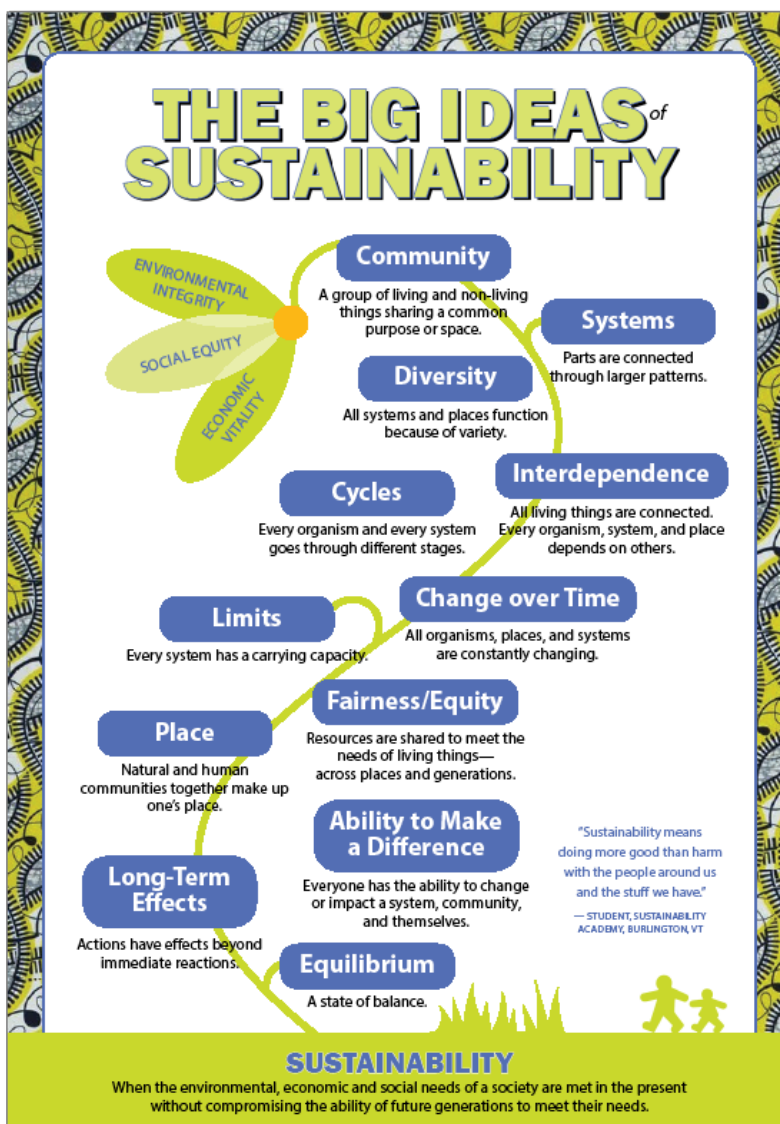 THE BIG IDEAS of
SUSTAINABILITY
ENVIRONMENTAL
INTEGRITY
SOCIAL EQUITY
ECONOMIC
VITALITY
Community
A group of living and non-living
things sharing a common
purpose or space.
Systems
Parts are connected
through larger patterns.
Diversity
All systems and places function
because of variety.
Interdependence
All living things are connected.
Every organism, system, and place
depends on others.
Cycles
Every organism and every system
goes through different stages.
Change over Time
All organisms, places, and systems
are constantly changing.
Limits
Every system has a carrying capacity.
Fairness/Equity
Resources are shared to meet the
needs of living things—
across places and generations.
Place
Natural and human
communities together make up
one's place.
Ability to Make
a Difference
Everyone has the ability to change
or impact a system, community,
and themselves.
"Sustainability means
doing more good than harm
with the people around us
and the stuff we have."
— STUDENT, SUSTAINABILITY
ACADEMY, BURLINGTON, VT
Long-Term
Effects
Actions have effects beyond
immediate reactions.
Equilibrium
A state of balance.
SUSTAINABILITY
When the environmental, economic and social needs of a society are met in the present
without compromising the ability of future generations to meet their needs.